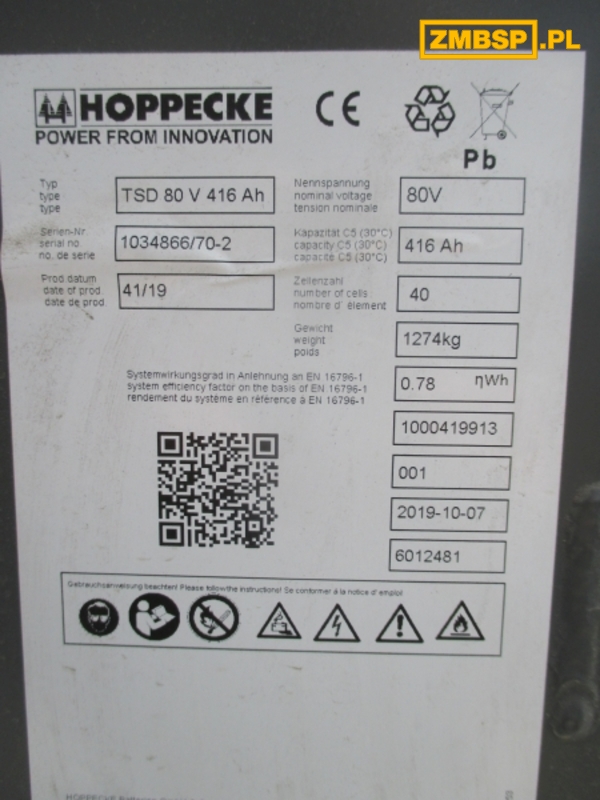 ZMBSP.PL
HOPPECKE
POWER FROM INNOVATION
CE
Pb
Typ
type
type
TSD 80 V 416 Ah
Nennspannung
nominal voltage
tension nominale
80V
Serien-Nr.
serial no.
no. de serie
1034866/70-2
Kapazität C5 (30°C)
capacity C5 (30°C)
capacité C5 (30°C)
416 Ah
Prod.datum
date of prod.
date de prod.
41/19
Zellenzahl
number of cells
nombre d' element
40
Gewicht
weight
poids
1274kg
Systemwirkungsgrad in Anlehnung an EN 16796-1
system efficiency factor on the basis of EN 16796-1
rendement du système en référence à EN 16796-1
0.78 ηWh
1000419913
001
2019-10-07
6012481
Gebrauchsanweisung beachten! Please followthe instructions! Se conformer á la notice d' emploi!
HOPPECKE